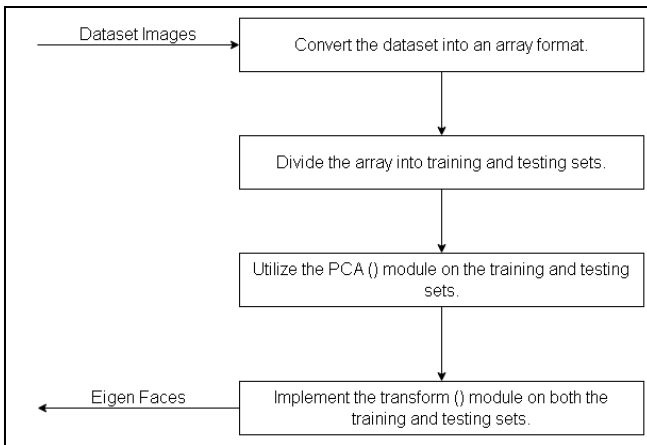 Dataset Images
Convert the dataset into an array format.
Divide the array into training and testing sets.
Utilize the PCA () module on the training and testing
sets.
Eigen Faces
Implement the transform () module on both the
training and testing sets.